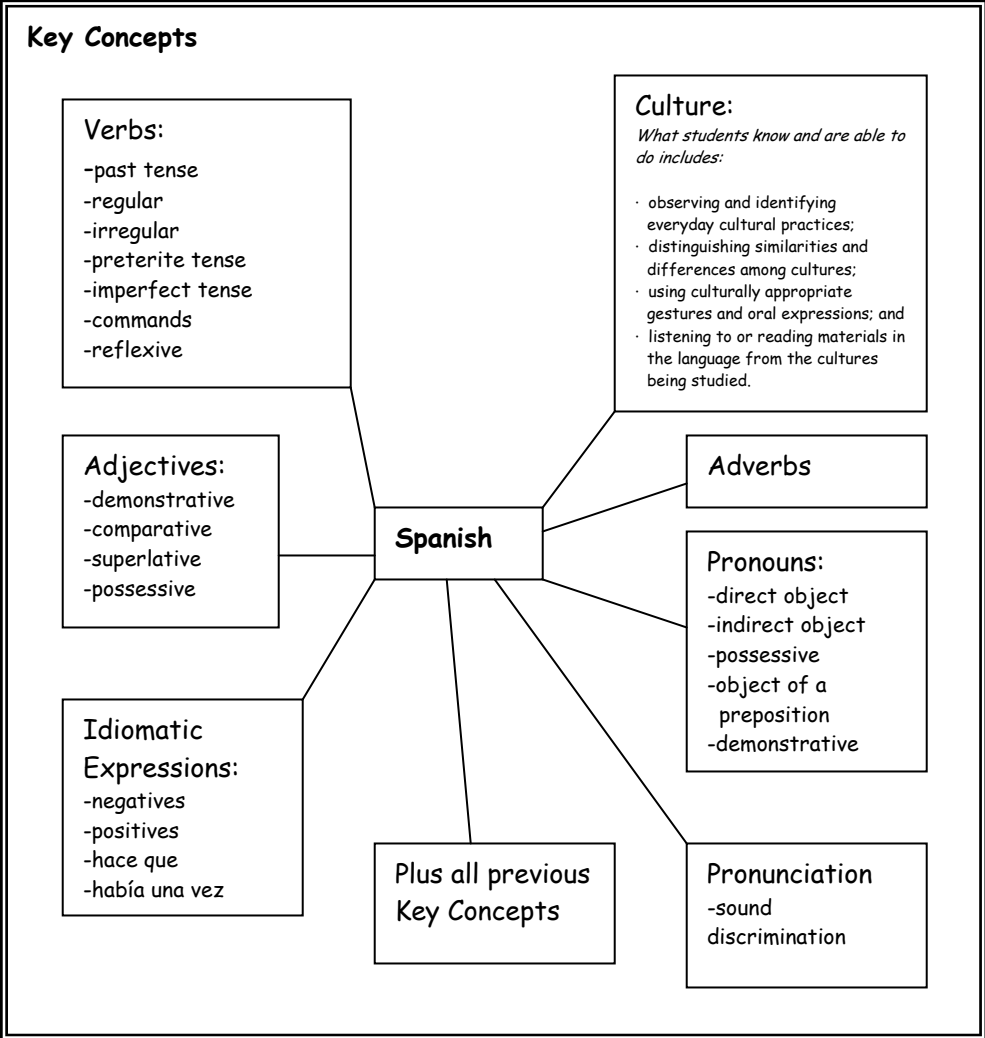 Key Concepts
Verbs:
-past tense
-regular
-irregular
-preterite tense
-imperfect tense
-commands
-reflexive
Culture:
What students know and are able to
do includes:
· observing and identifying
everyday cultural practices;
· distinguishing similarities and
differences among cultures;
· using culturally appropriate
gestures and oral expressions; and
· listening to or reading materials in
the language from the cultures
being studied.
Adjectives:
-demonstrative
-comparative
-superlative
-possessive
Spanish
Adverbs
Pronouns:
-direct object
-indirect object
-possessive
-object of a
preposition
-demonstrative
Idiomatic
Expressions:
-negatives
-positives
-hace que
-había una vez
Plus all previous
Key Concepts
Pronunciation
-sound
discrimination